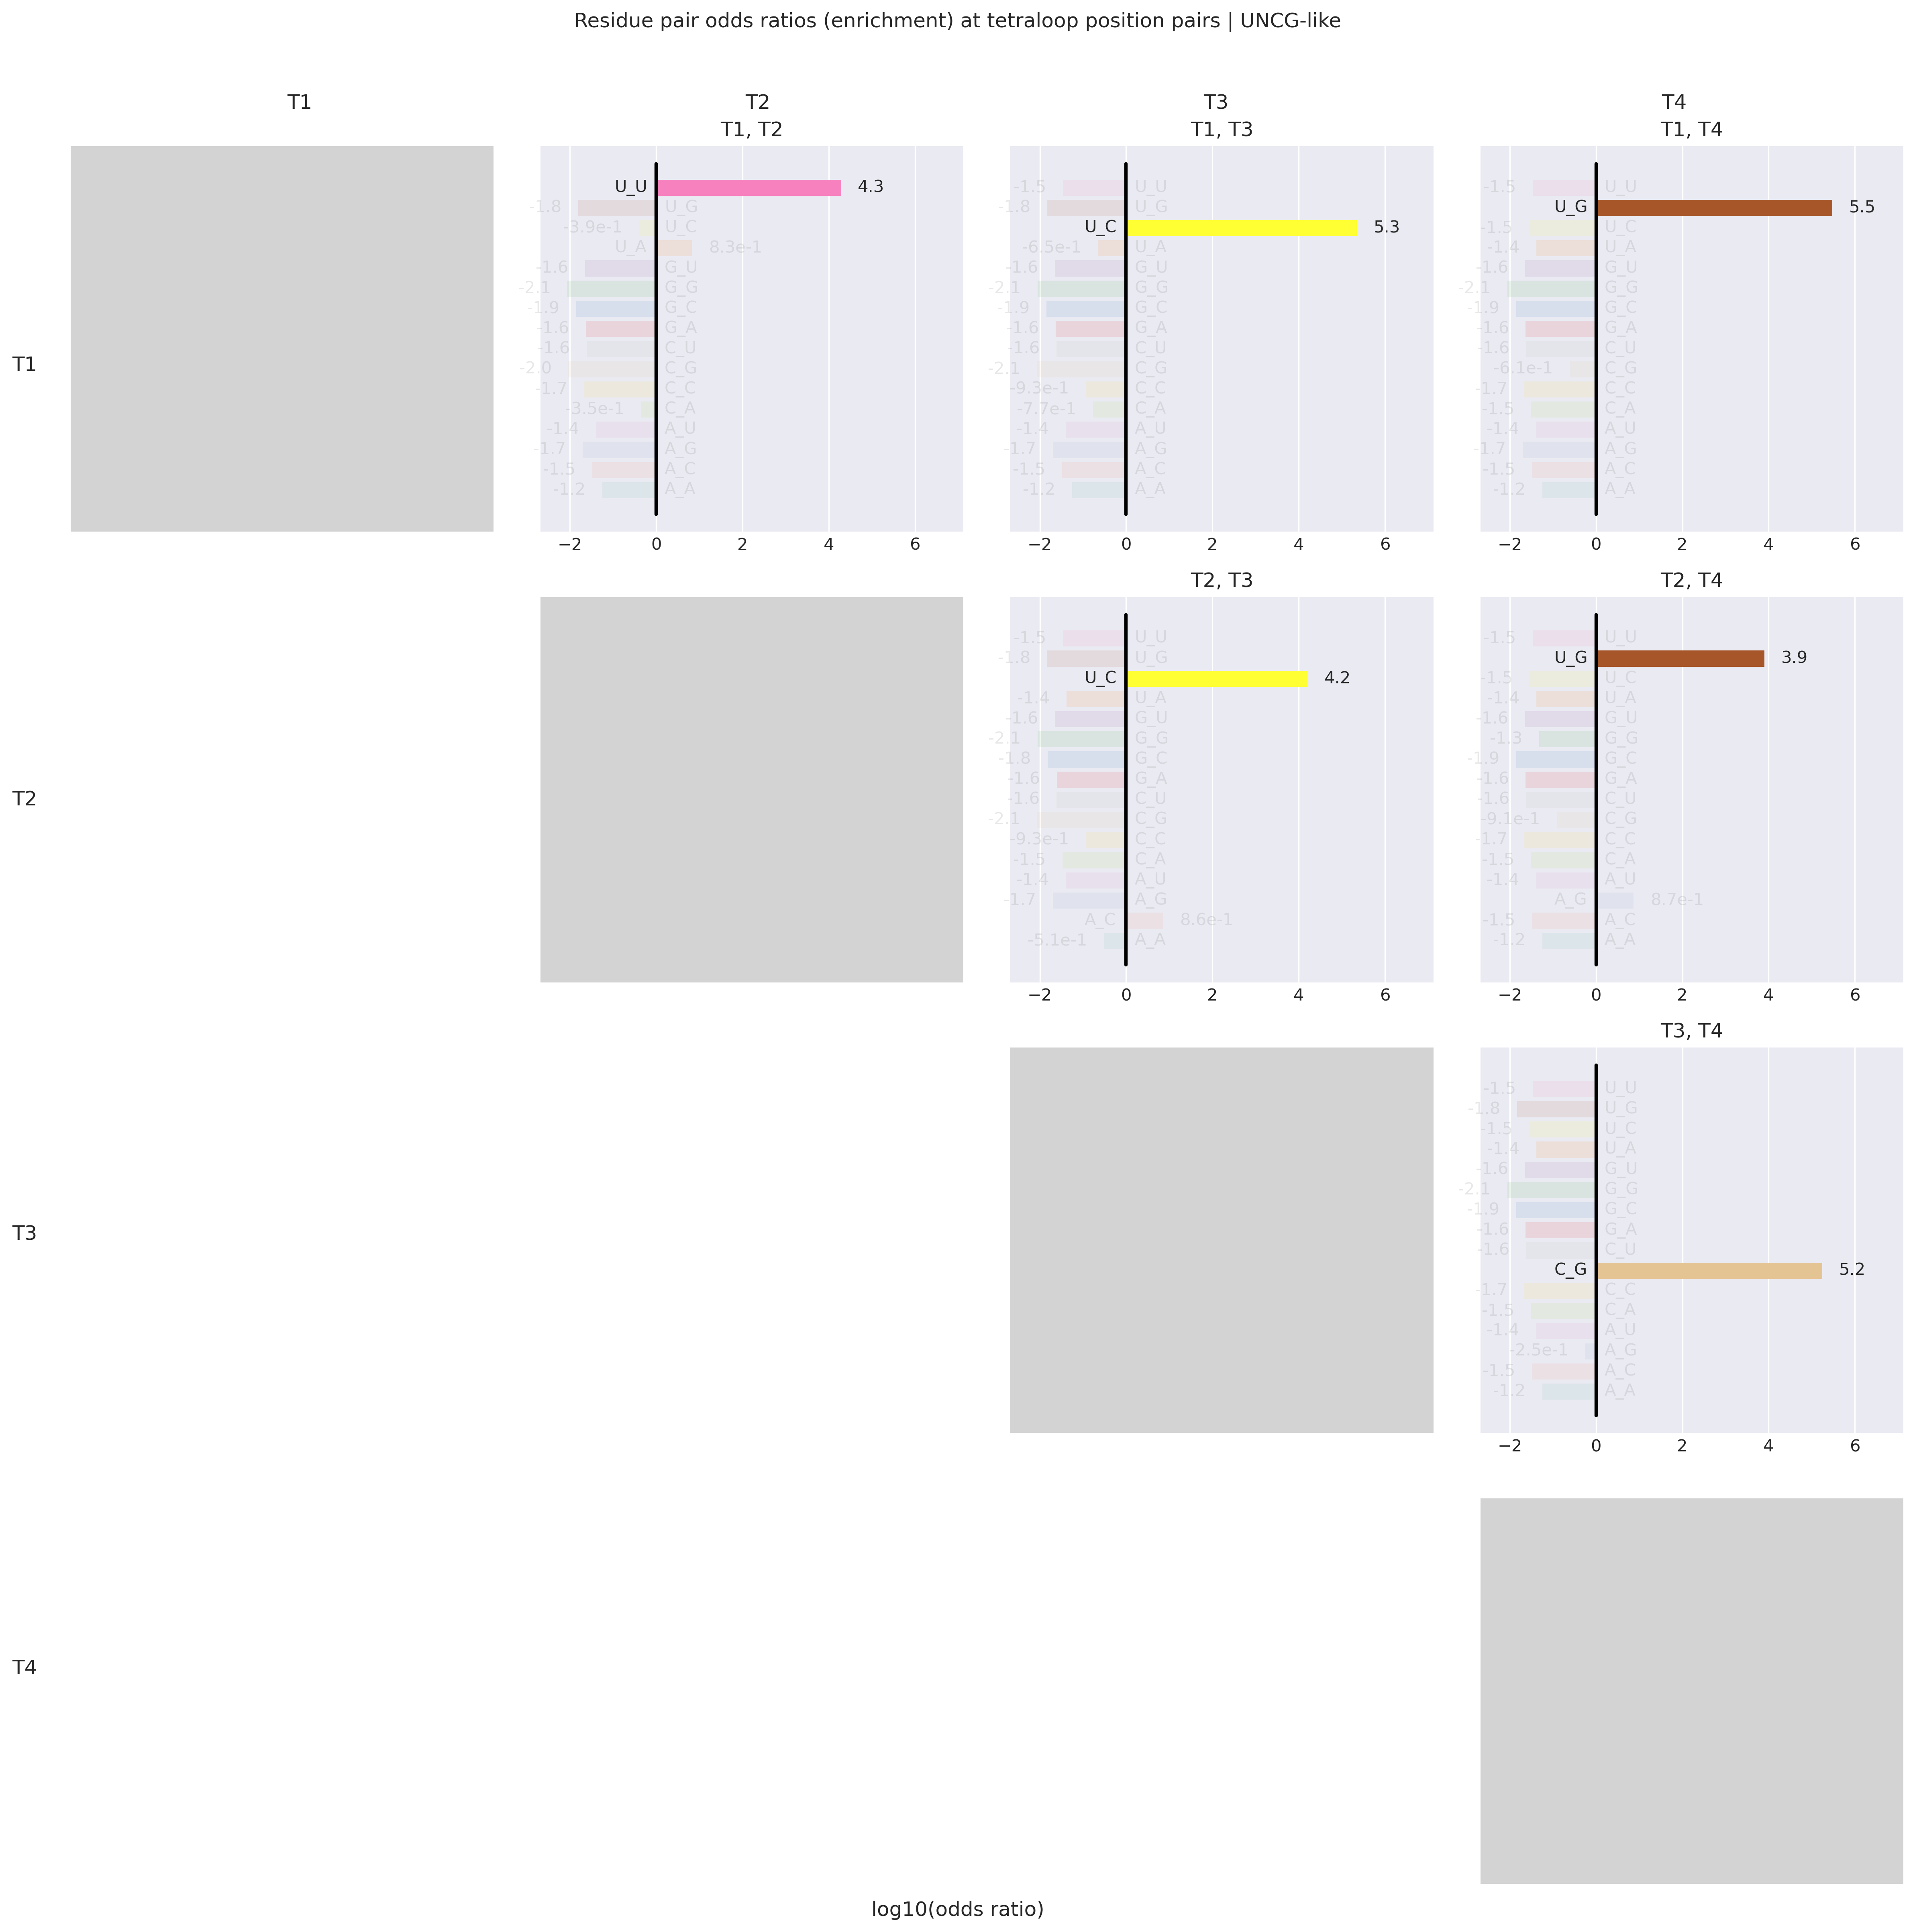 Residue pair odds ratios (enrichment) at tetraloop position pairs | UNCG-like
T1
T2
T3
T4
T1, T2
T1, T3
T1, T4
T1
U_U 4.3
-1.8 U_G
-3.9e-1 U_C
U_A 8.3e-1
-1.6 G_U
-2.1 G_G
-1.9 G_C
-1.6 G_A
-1.6 C_U
-2.0 C_G
-1.7 C_C
-3.5e-1 C_A
-1.4 A_U
-1.7 A_G
-1.5 A_C
-1.2 A_A
−2 0 2 4 6
-1.5 U_U
-1.8 U_G
U_C 5.3
-6.5e-1 U_A
-1.6 G_U
-2.1 G_G
-1.9 G_C
-1.6 G_A
-1.6 C_U
-2.1 C_G
-9.3e-1 C_C
-7.7e-1 C_A
-1.4 A_U
-1.7 A_G
-1.5 A_C
-1.2 A_A
−2 0 2 4 6
-1.5 U_U
U_G 5.5
-1.5 U_C
-1.4 U_A
-1.6 G_U
-2.1 G_G
-1.9 G_C
-1.6 G_A
-1.6 C_U
-6.1e-1 C_G
-1.7 C_C
-1.5 C_A
-1.4 A_U
-1.7 A_G
-1.5 A_C
-1.2 A_A
−2 0 2 4 6
T2, T3
T2, T4
T2
-1.5 U_U
-1.8 U_G
U_C 4.2
-1.4 U_A
-1.6 G_U
-2.1 G_G
-1.8 G_C
-1.6 G_A
-1.6 C_U
-2.1 C_G
-9.3e-1 C_C
-1.5 C_A
-1.4 A_U
-1.7 A_G
A_C 8.6e-1
-5.1e-1 A_A
−2 0 2 4 6
-1.5 U_U
U_G 3.9
-1.5 U_C
-1.4 U_A
-1.6 G_U
-1.3 G_G
-1.9 G_C
-1.6 G_A
-1.6 C_U
-9.1e-1 C_G
-1.7 C_C
-1.5 C_A
-1.4 A_U
A_G 8.7e-1
-1.5 A_C
-1.2 A_A
−2 0 2 4 6
T3, T4
T3
-1.5 U_U
-1.8 U_G
-1.5 U_C
-1.4 U_A
-1.6 G_U
-2.1 G_G
-1.9 G_C
-1.6 G_A
-1.6 C_U
C_G 5.2
-1.7 C_C
-1.5 C_A
-1.4 A_U
-2.5e-1 A_G
-1.5 A_C
-1.2 A_A
−2 0 2 4 6
T4
log10(odds ratio)